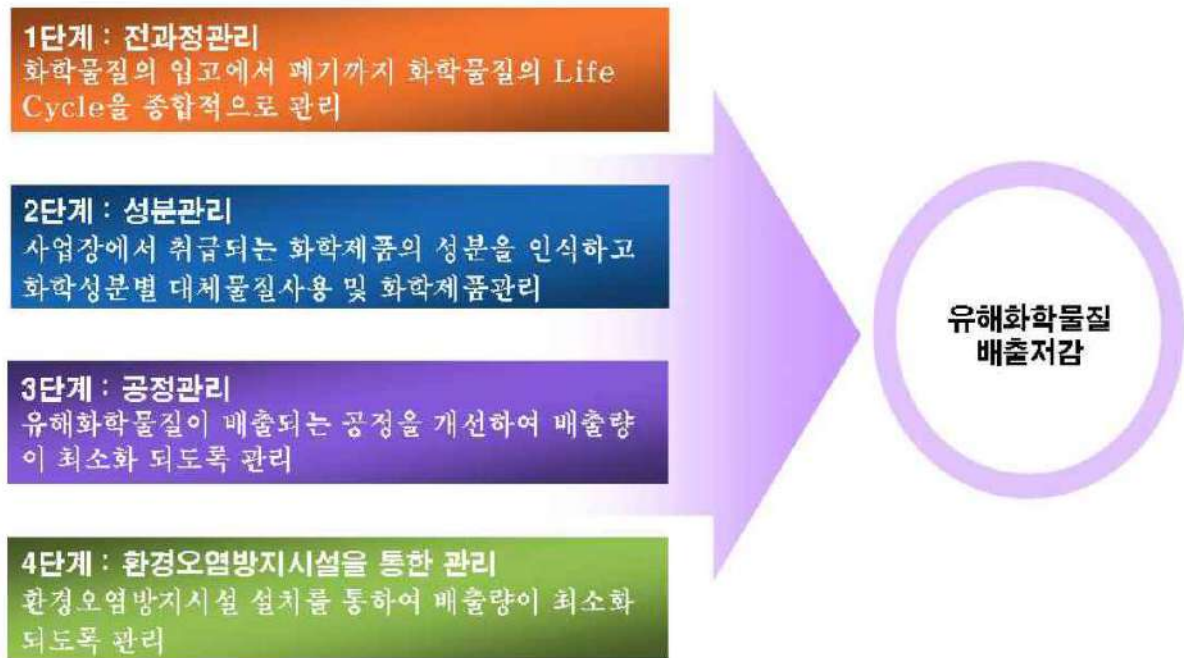 1단계 : 전과정관리
화학물질의 입고에서 폐기까지 화학물질의 Life
Cycle을 종합적으로 관리
2단계 : 성분관리
사업장에서 취급되는 화학제품의 성분을 인식하고
화학성분별 대체물질사용 및 화학제품관리
3단계 : 공정관리
유해화학물질이 배출되는 공정을 개선하여 배출량
이 최소화 되도록 관리
4단계 : 환경오염방지시설을 통한 관리
환경오염방지시설 설치를 통하여 배출량이 최소화
되도록 관리
유해화학물질
배출저감